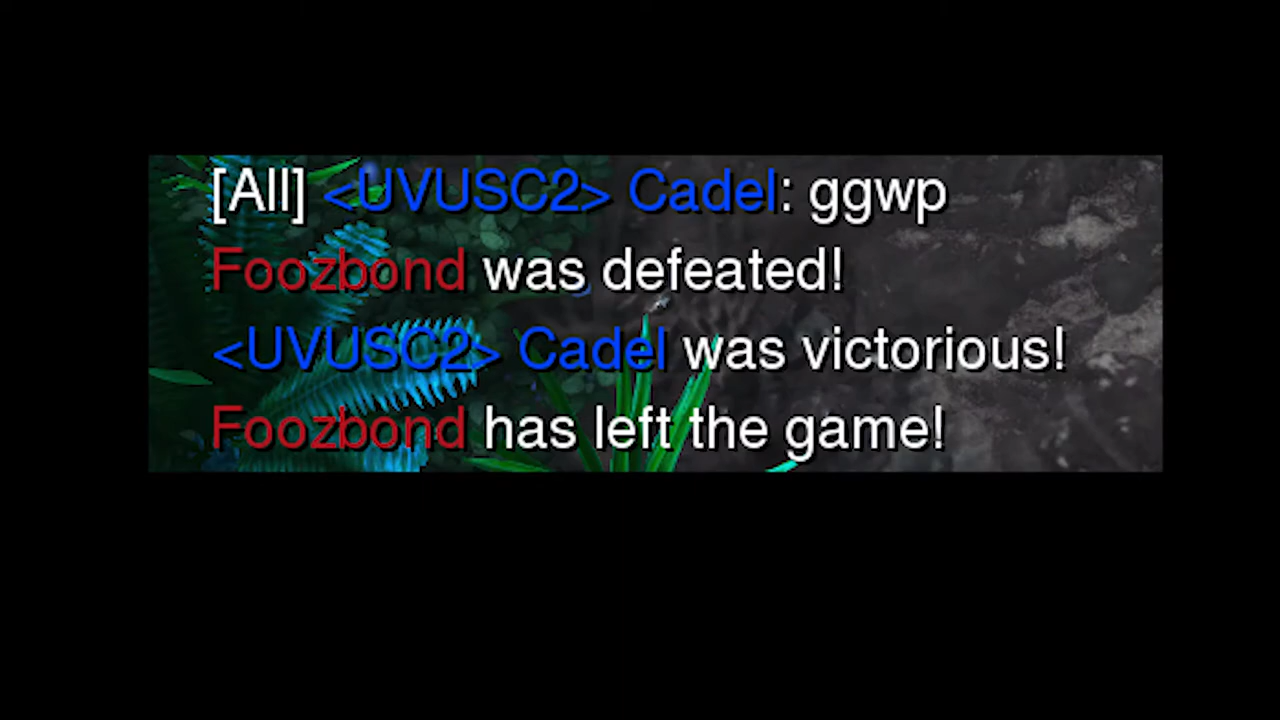 [All] <UVUSC2> Cadel: ggwp
Foozbond was defeated!
<UVUSC2> Cadel was victorious!
Foozbond has left the game!